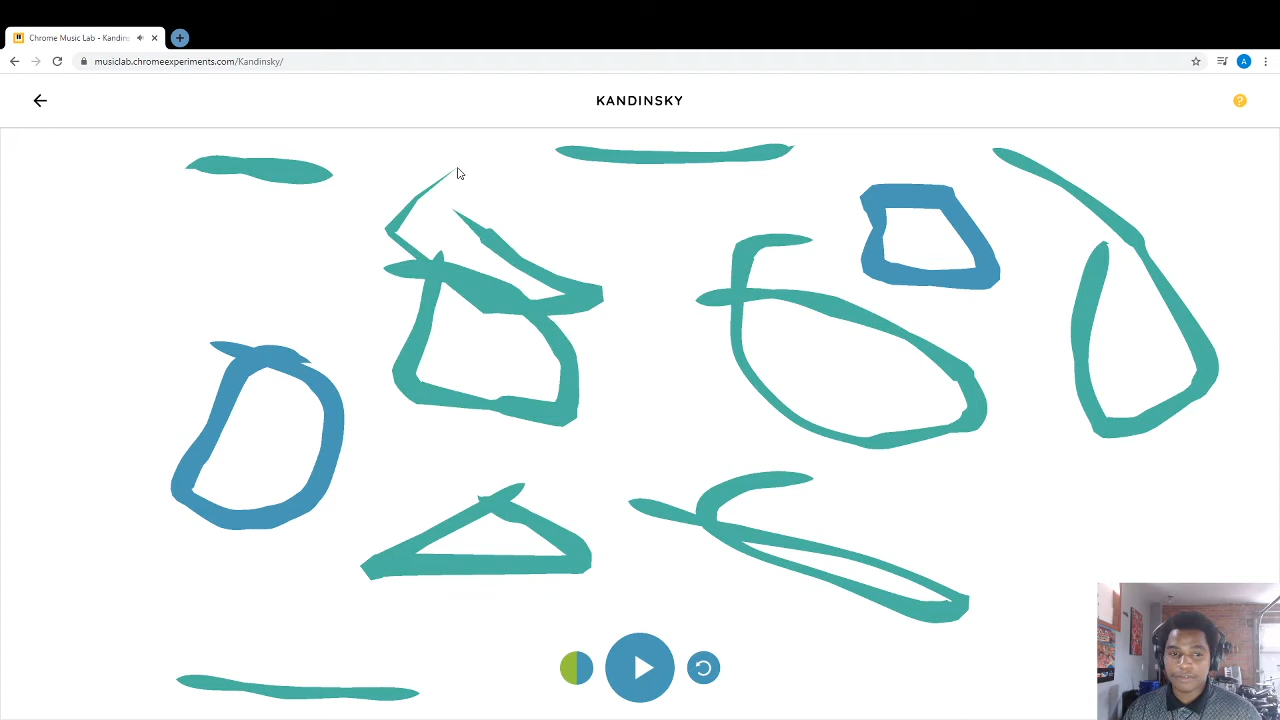 Chrome Music Lab - Kandins
musiclab.chromeexperiments.com/Kandinsky/
A
KANDINSKY
?